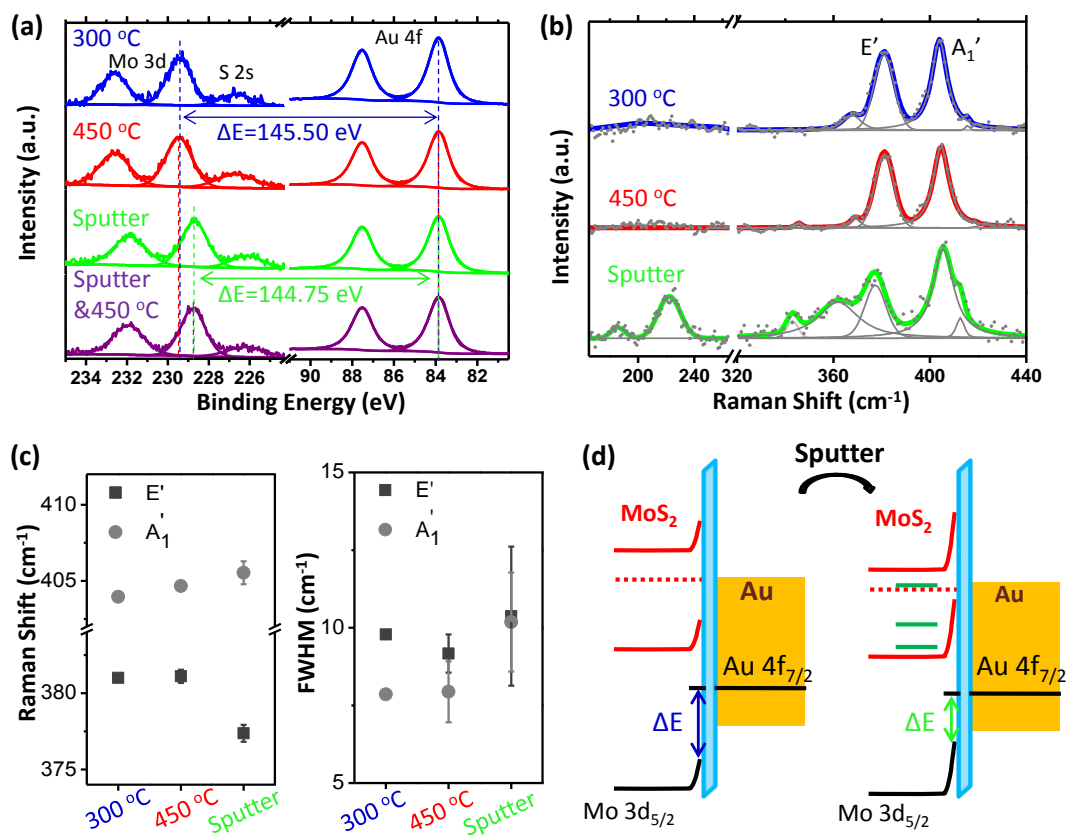 (a)
300 °C
Mo 3d
S 2s
Au 4f
ΔE=145.50 eV
450 °C
Sputter
ΔE=144.75 eV
Sputter
&450 °C
Intensity (a.u.)
234 232 230 228 226 90 88 86 84 82
Binding Energy (eV)
(b)
E’
A1’
300 °C
450 °C
Sputter
Intensity (a.u.)
200 240 320 360 400 440
Raman Shift (cm-1)
(c)
E'
A1'
410
405
380
375
Raman Shift (cm-1)
300 °C 450 °C Sputter
E'
A1'
15
10
5
FWHM (cm-1)
300 °C 450 °C Sputter
(d)
Sputter
MoS2
Au
Au 4f7/2
ΔE
Mo 3d5/2
MoS2
Au
Au 4f7/2
ΔE
Mo 3d5/2